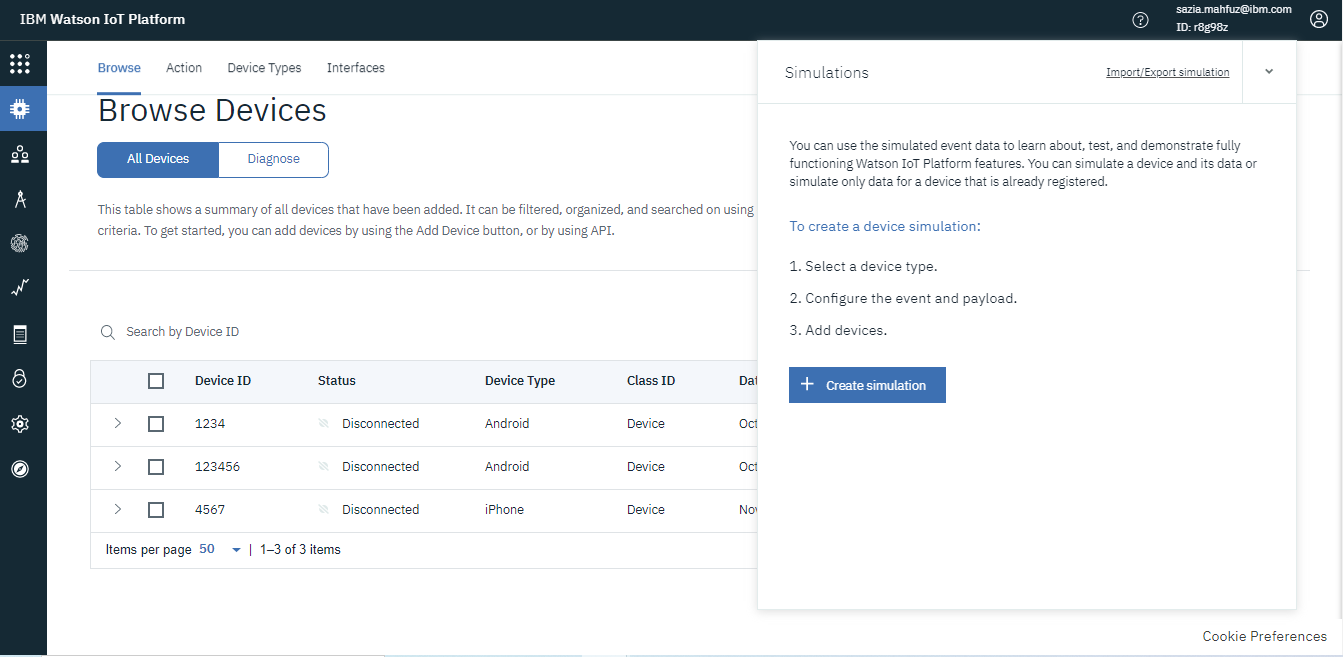 IBM Watson IoT Platform
sazia.mahfuz@ibm.com
ID: r8g98z
Browse
Action
Device Types
Interfaces
Browse Devices
All Devices
Diagnose
This table shows a summary of all devices that have been added. It can be filtered, organized, and searched on using
criteria. To get started, you can add devices by using the Add Device button, or by using API.
Search by Device ID
Device ID Status Device Type Class ID Dat
1234 Disconnected Android Device Oct
123456 Disconnected Android Device Oct
4567 Disconnected iPhone Device Nov
Items per page 50 | 1–3 of 3 items
Simulations
Import/Export simulation
You can use the simulated event data to learn about, test, and demonstrate fully
functioning Watson IoT Platform features. You can simulate a device and its data or
simulate only data for a device that is already registered.
To create a device simulation:
1. Select a device type.
2. Configure the event and payload.
3. Add devices.
Create simulation
Cookie Preferences